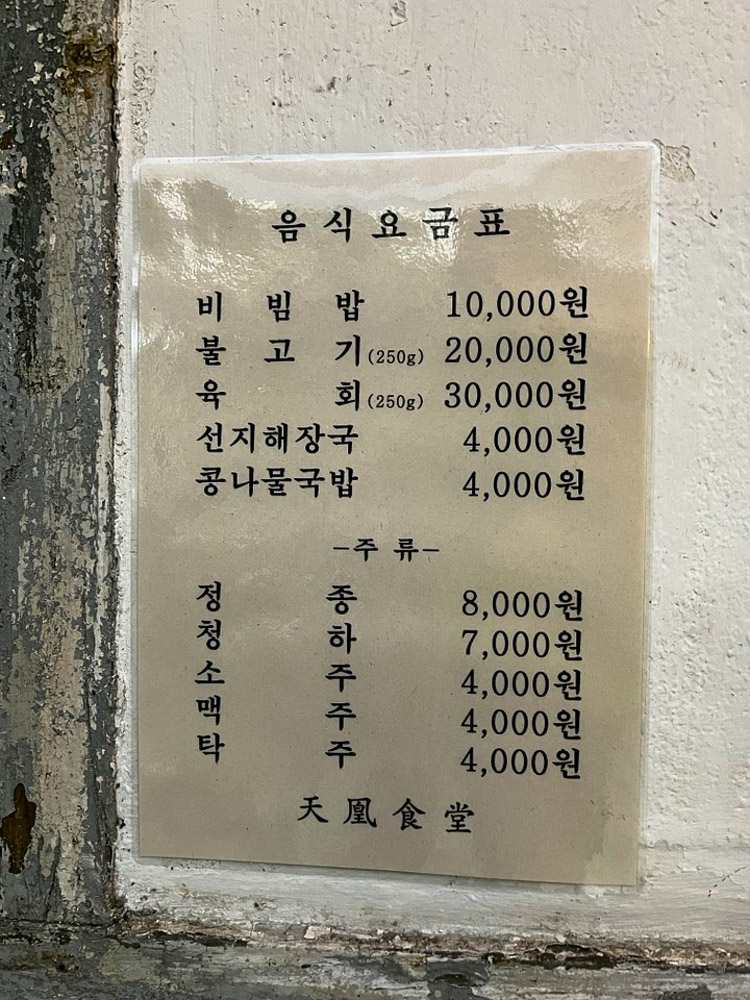 음식요금표
비빔밥 10,000원
불고기(250g) 20,000원
육회(250g) 30,000원
선지해장국 4,000원
콩나물국밥 4,000원
-주류-
정종 8,000원
청하 7,000원
소주 4,000원
맥주 4,000원
탁주 4,000원
天凰食堂